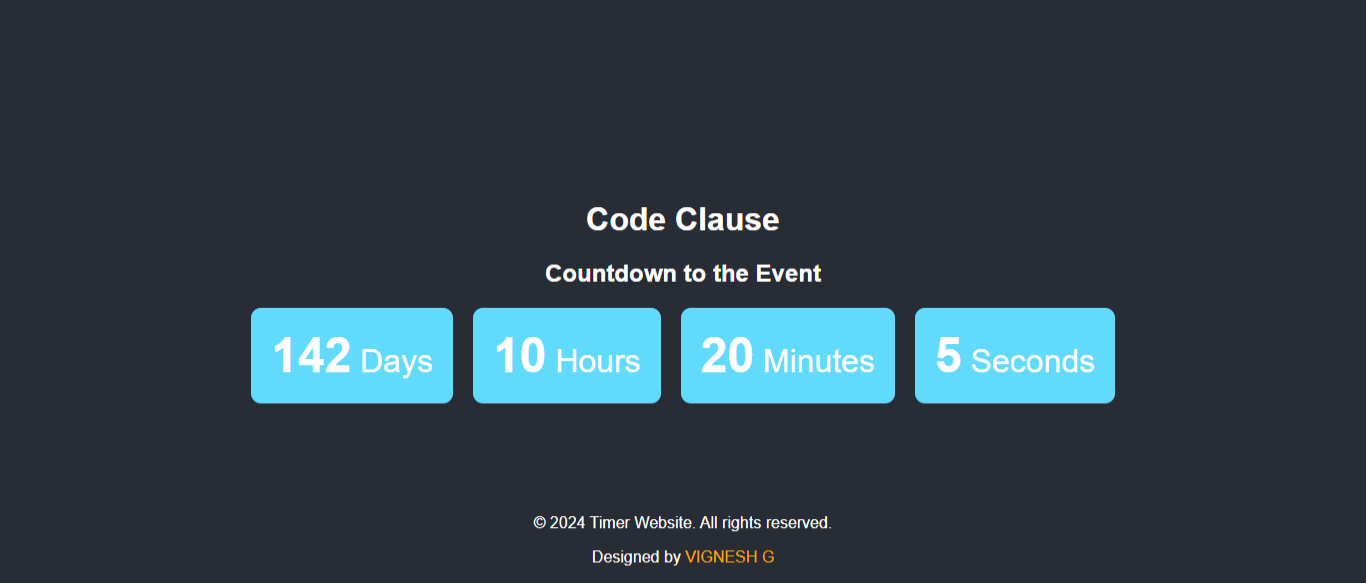 Code Clause
Countdown to the Event
142 Days 10 Hours 20 Minutes 5 Seconds
© 2024 Timer Website. All rights reserved.
Designed by VIGNESH G